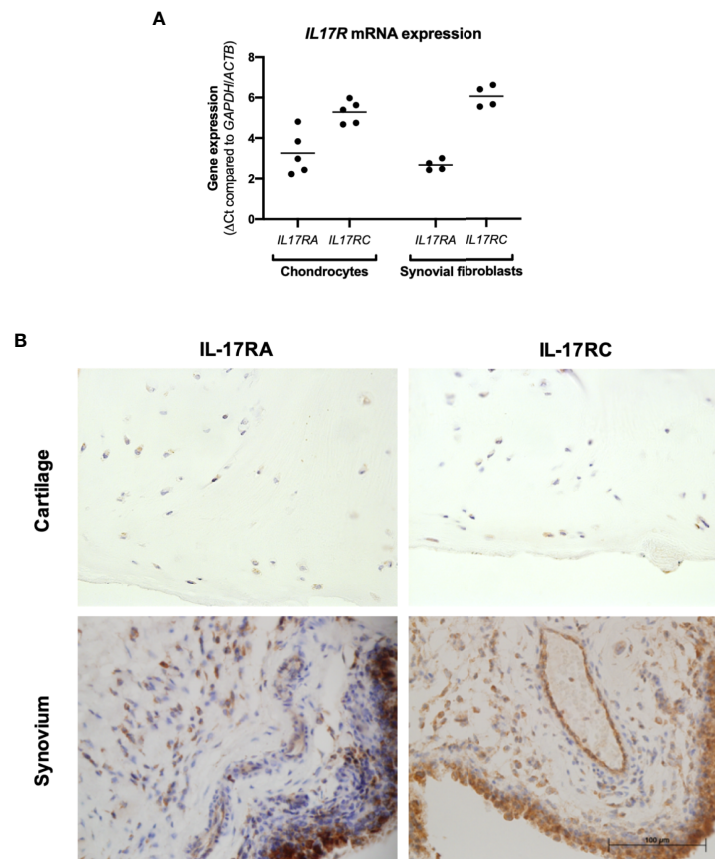 A
IL17R mRNA expression
Gene expression
(ΔCt compared to GAPDH/ACTB)
8
6
4
2
0
IL17RA IL17RC IL17RA IL17RC
Chondrocytes Synovial fibroblasts
B
IL-17RA IL-17RC
Cartilage
Synovium
100 µm